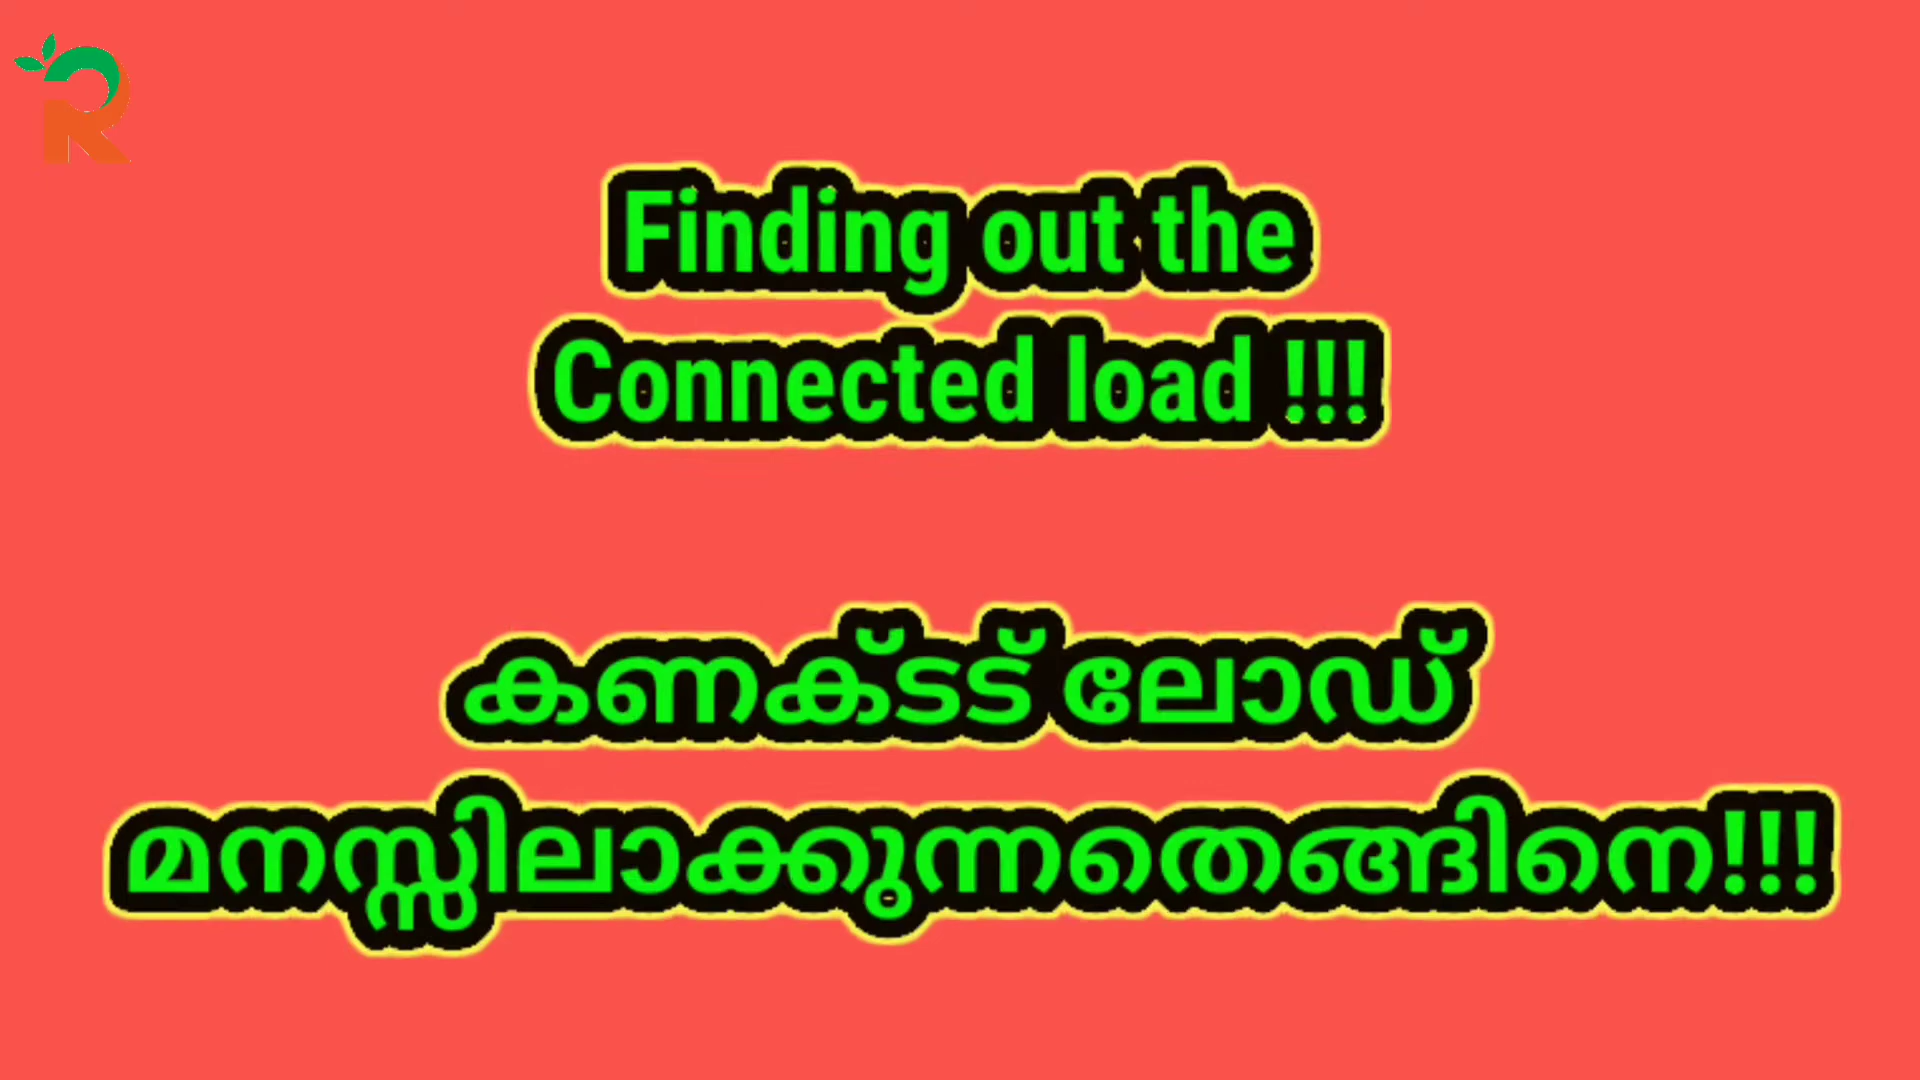 Finding out the
Connected load !!!
കണക്ടട് ലോഡ്
മനസ്സിലാക്കുന്നതെങ്ങിനെ!!!